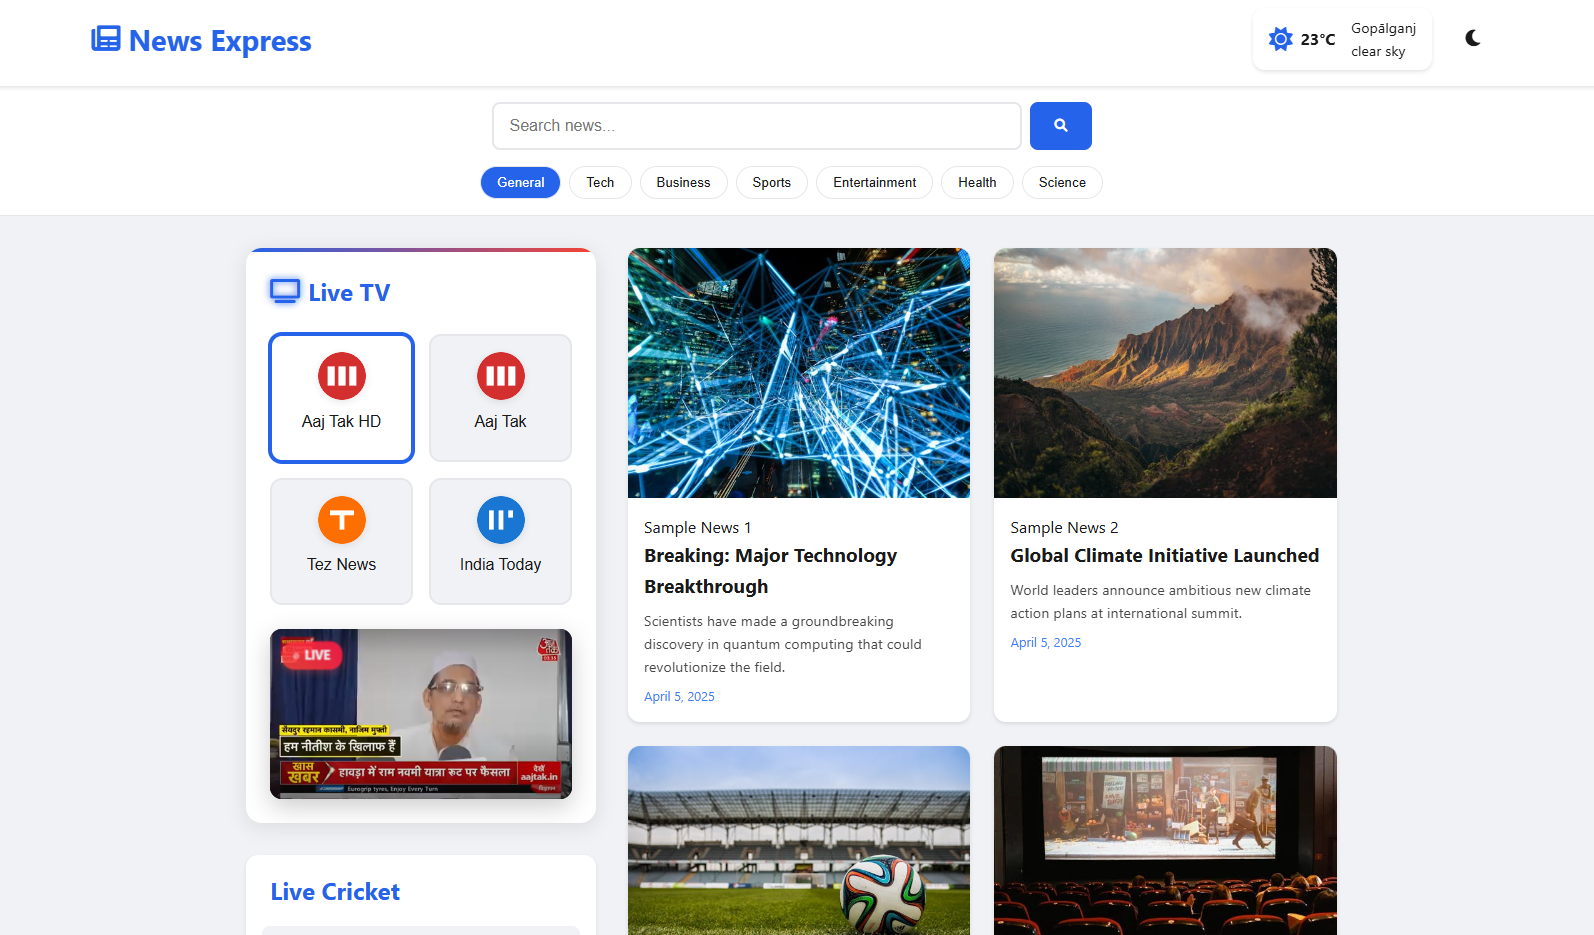 News Express
23°C
Gopālganj
clear sky
Search news...
General
Tech
Business
Sports
Entertainment
Health
Science
Live TV
Aaj Tak HD
Aaj Tak
Tez News
India Today
LIVE
सैयदुर रहमान कासमी, नाजिम मुफ्ती
हम नीतीश के खिलाफ हैं
खास
खबर
हावड़ा में राम नवमी यात्रा रूट पर फैसला
देखें
aajtak.in
Eurogrip tyres, Enjoy Every Turn
Live Cricket
Sample News 1
Breaking: Major Technology
Breakthrough
Scientists have made a groundbreaking
discovery in quantum computing that could
revolutionize the field.
April 5, 2025
Sample News 2
Global Climate Initiative Launched
World leaders announce ambitious new climate
action plans at international summit.
April 5, 2025